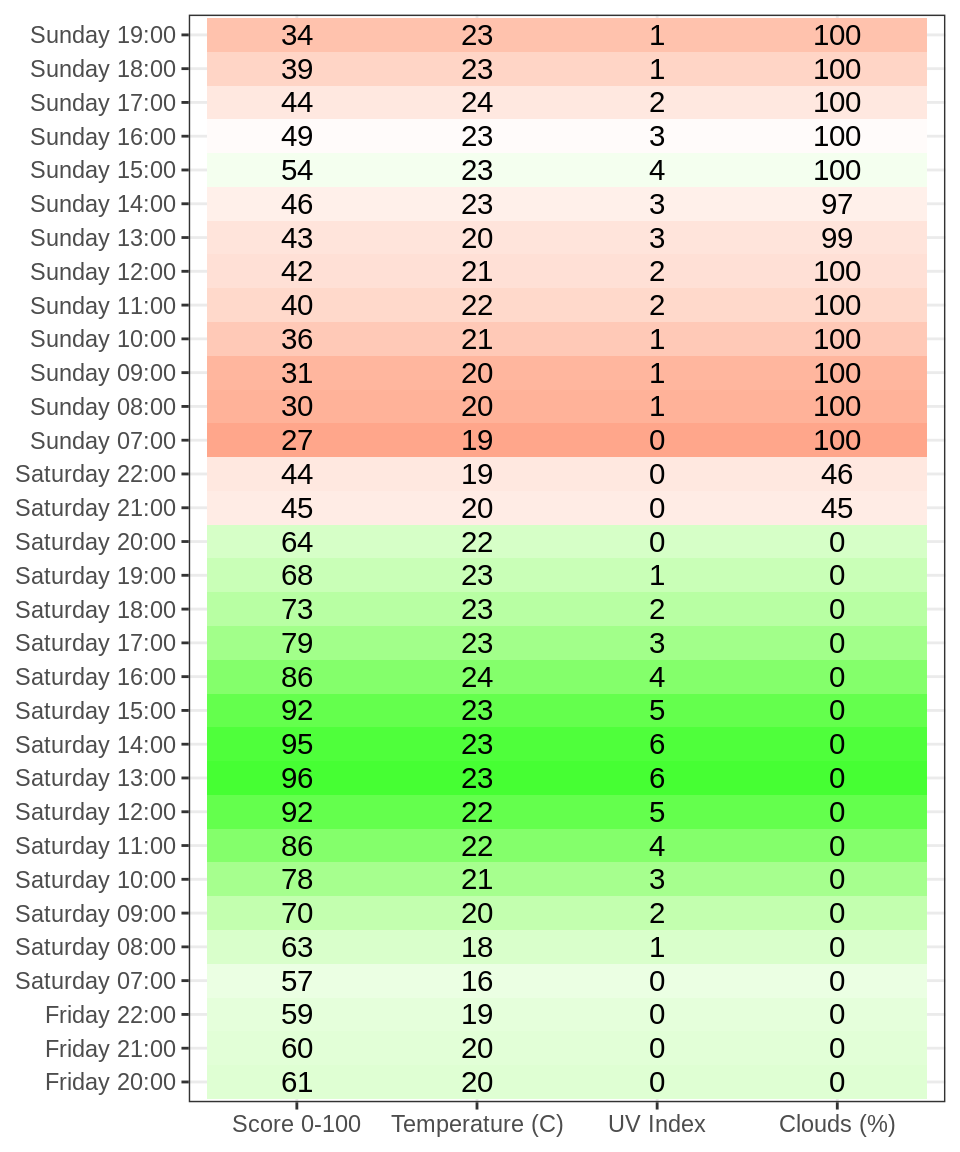 Sunday 19:00 34 23 1 100
Sunday 18:00 39 23 1 100
Sunday 17:00 44 24 2 100
Sunday 16:00 49 23 3 100
Sunday 15:00 54 23 4 100
Sunday 14:00 46 23 3 97
Sunday 13:00 43 20 3 99
Sunday 12:00 42 21 2 100
Sunday 11:00 40 22 2 100
Sunday 10:00 36 21 1 100
Sunday 09:00 31 20 1 100
Sunday 08:00 30 20 1 100
Sunday 07:00 27 19 0 100
Saturday 22:00 44 19 0 46
Saturday 21:00 45 20 0 45
Saturday 20:00 64 22 0 0
Saturday 19:00 68 23 1 0
Saturday 18:00 73 23 2 0
Saturday 17:00 79 23 3 0
Saturday 16:00 86 24 4 0
Saturday 15:00 92 23 5 0
Saturday 14:00 95 23 6 0
Saturday 13:00 96 23 6 0
Saturday 12:00 92 22 5 0
Saturday 11:00 86 22 4 0
Saturday 10:00 78 21 3 0
Saturday 09:00 70 20 2 0
Saturday 08:00 63 18 1 0
Saturday 07:00 57 16 0 0
Friday 22:00 59 19 0 0
Friday 21:00 60 20 0 0
Friday 20:00 61 20 0 0
Score 0-100 Temperature (C) UV Index Clouds (%)